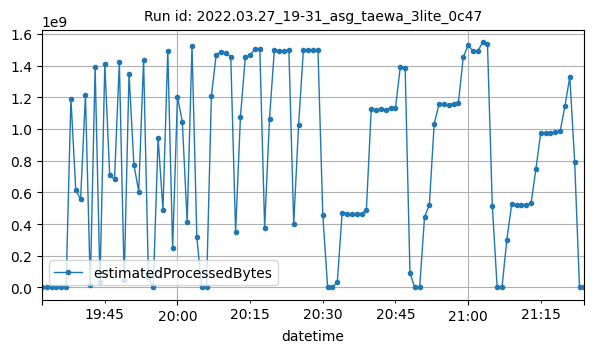 Run id: 2022.03.27_19-31_asg_taewa_3lite_0c47
1e9
1.6
1.4
1.2
1.0
0.8
0.6
0.4
0.2
0.0
estimatedProcessedBytes
19:45 20:00 20:15 20:30 20:45 21:00 21:15
datetime